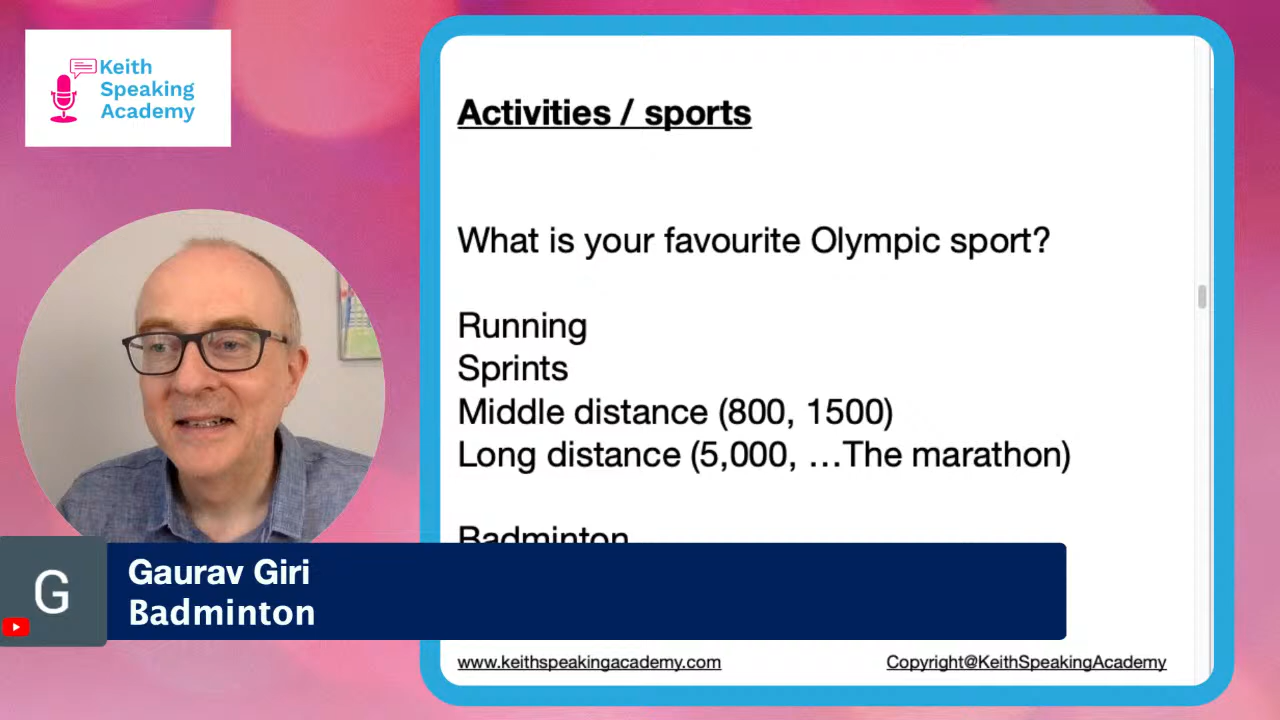 Keith
Speaking
Academy
Activities / sports
What is your favourite Olympic sport?
Running
Sprints
Middle distance (800, 1500)
Long distance (5,000, …The marathon)
Badminton
G
Gaurav Giri
Badminton
www.keithspeakingacademy.com
Copyright@KeithSpeakingAcademy